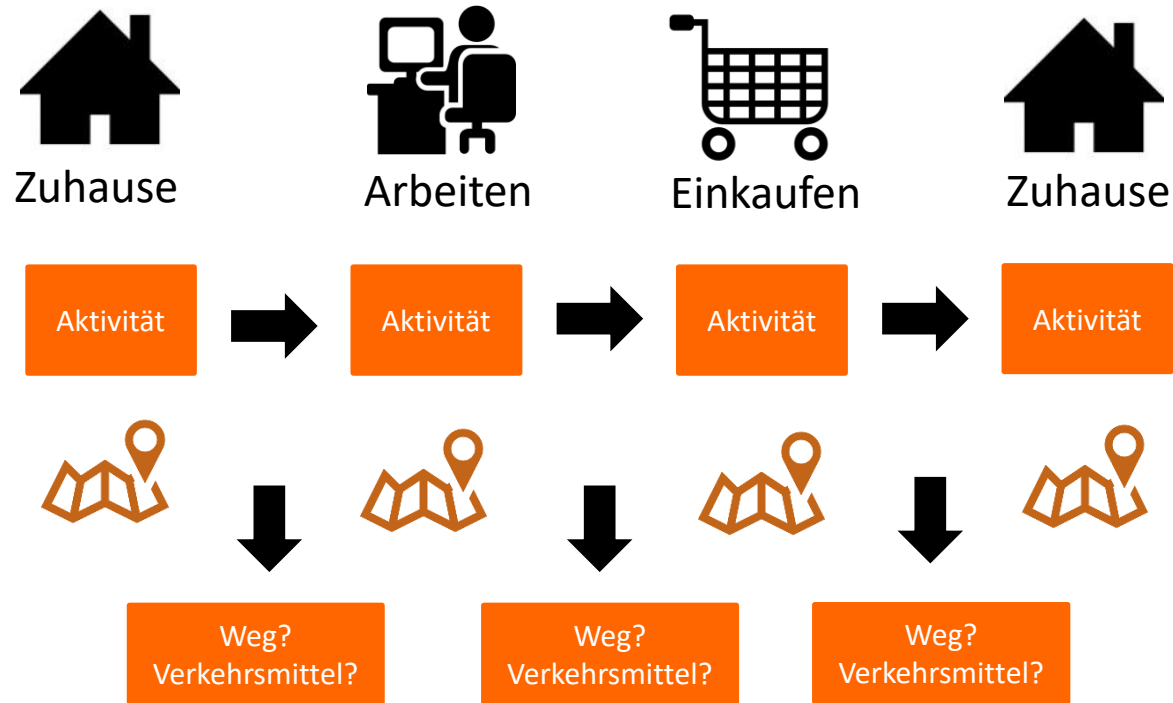 Zuhause
Arbeiten
Einkaufen
Zuhause
Aktivität
Aktivität
Aktivität
Aktivität
Weg?
Verkehrsmittel?
Weg?
Verkehrsmittel?
Weg?
Verkehrsmittel?